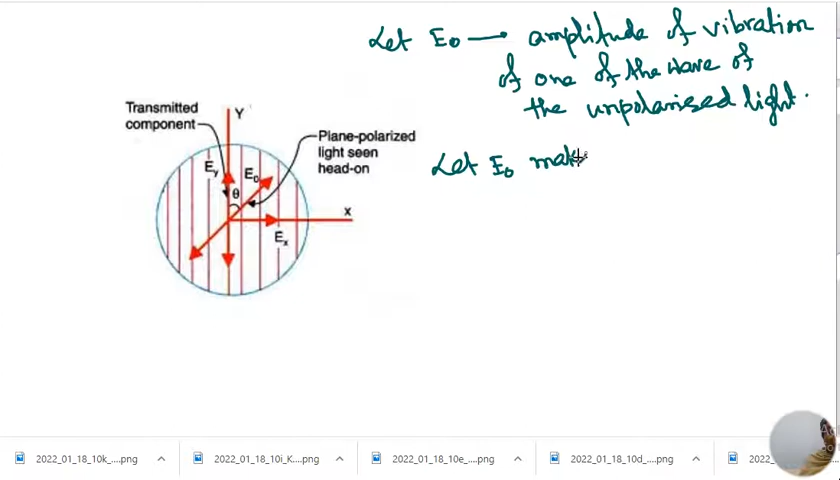 Let E0 — amplitude of vibration
of one of the wave of
the unpolarised light.
Let E0 mak
Transmitted
component
Y
Plane-polarized
light seen
head-on
Ey
E0
θ
X
Ex
2022_01_18_10k_....png
2022_01_18_10i_K....png
2022_01_18_10e_....png
2022_01_18_10d_....png
2022_